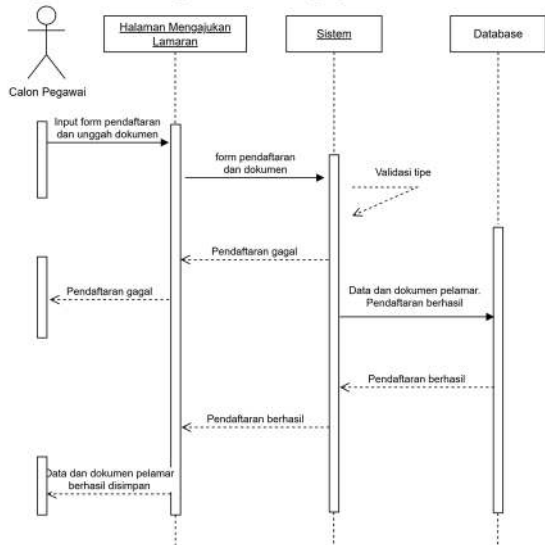 Halaman Mengajukan
Lamaran
Sistem
Database
Calon Pegawai
Input form pendaftaran
dan unggah dokumen
form pendaftaran
dan dokumen
Validasi tipe
Pendaftaran gagal
Pendaftaran gagal
Data dan dokumen pelamar.
Pendaftaran berhasil
Pendaftaran berhasil
Pendaftaran berhasil
Data dan dokumen pelamar
berhasil disimpan